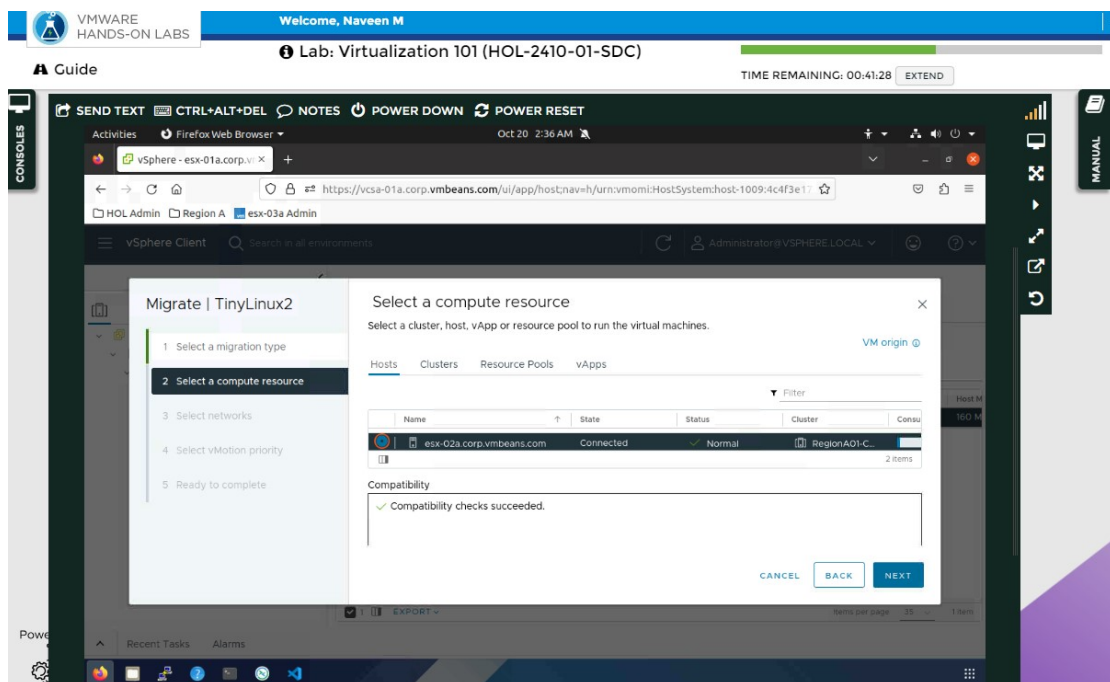 VMWARE
HANDS-ON LABS
Welcome, Naveen M
Guide
Lab: Virtualization 101 (HOL-2410-01-SDC)
TIME REMAINING: 00:41:28 EXTEND
CONSOLES
SEND TEXT CTRL+ALT+DEL NOTES POWER DOWN POWER RESET
MANUAL
Activities Firefox Web Browser Oct 20 2:36 AM
vSphere - esx-01a.corp.v
https://vcsa-01a.corp.vmbeans.com/ui/app/host;nav=h/urn:vmomi:HostSystem:host-1009:4c4f3e17
HOL Admin Region A esx-03a Admin
vSphere Client Search in all environments Administrator@VSPHERE.LOCAL
Migrate | TinyLinux2
1 Select a migration type
2 Select a compute resource
3 Select networks
4 Select vMotion priority
5 Ready to complete
Select a compute resource
Select a cluster, host, vApp or resource pool to run the virtual machines.
VM origin
Hosts Clusters Resource Pools vApps
Filter
Name State Status Cluster Consu
esx-02a.corp.vmbeans.com Connected Normal RegionA01-C...
2 items
Compatibility
Compatibility checks succeeded.
CANCEL BACK NEXT
Host M
160 M
1 EXPORT Items per page 35 1 item
Recent Tasks Alarms
Powe